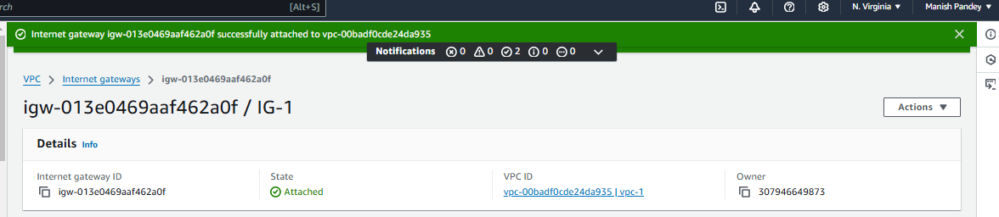 rch [Alt+S] N. Virginia Manish Pandey
Internet gateway igw-013e0469aaf462a0f successfully attached to vpc-00badf0cde24da935
Notifications 0 0 2 0 0
VPC > Internet gateways > igw-013e0469aaf462a0f
igw-013e0469aaf462a0f / IG-1 Actions
Details Info
Internet gateway ID State VPC ID Owner
igw-013e0469aaf462a0f Attached vpc-00badf0cde24da935 | vpc-1 307946649873